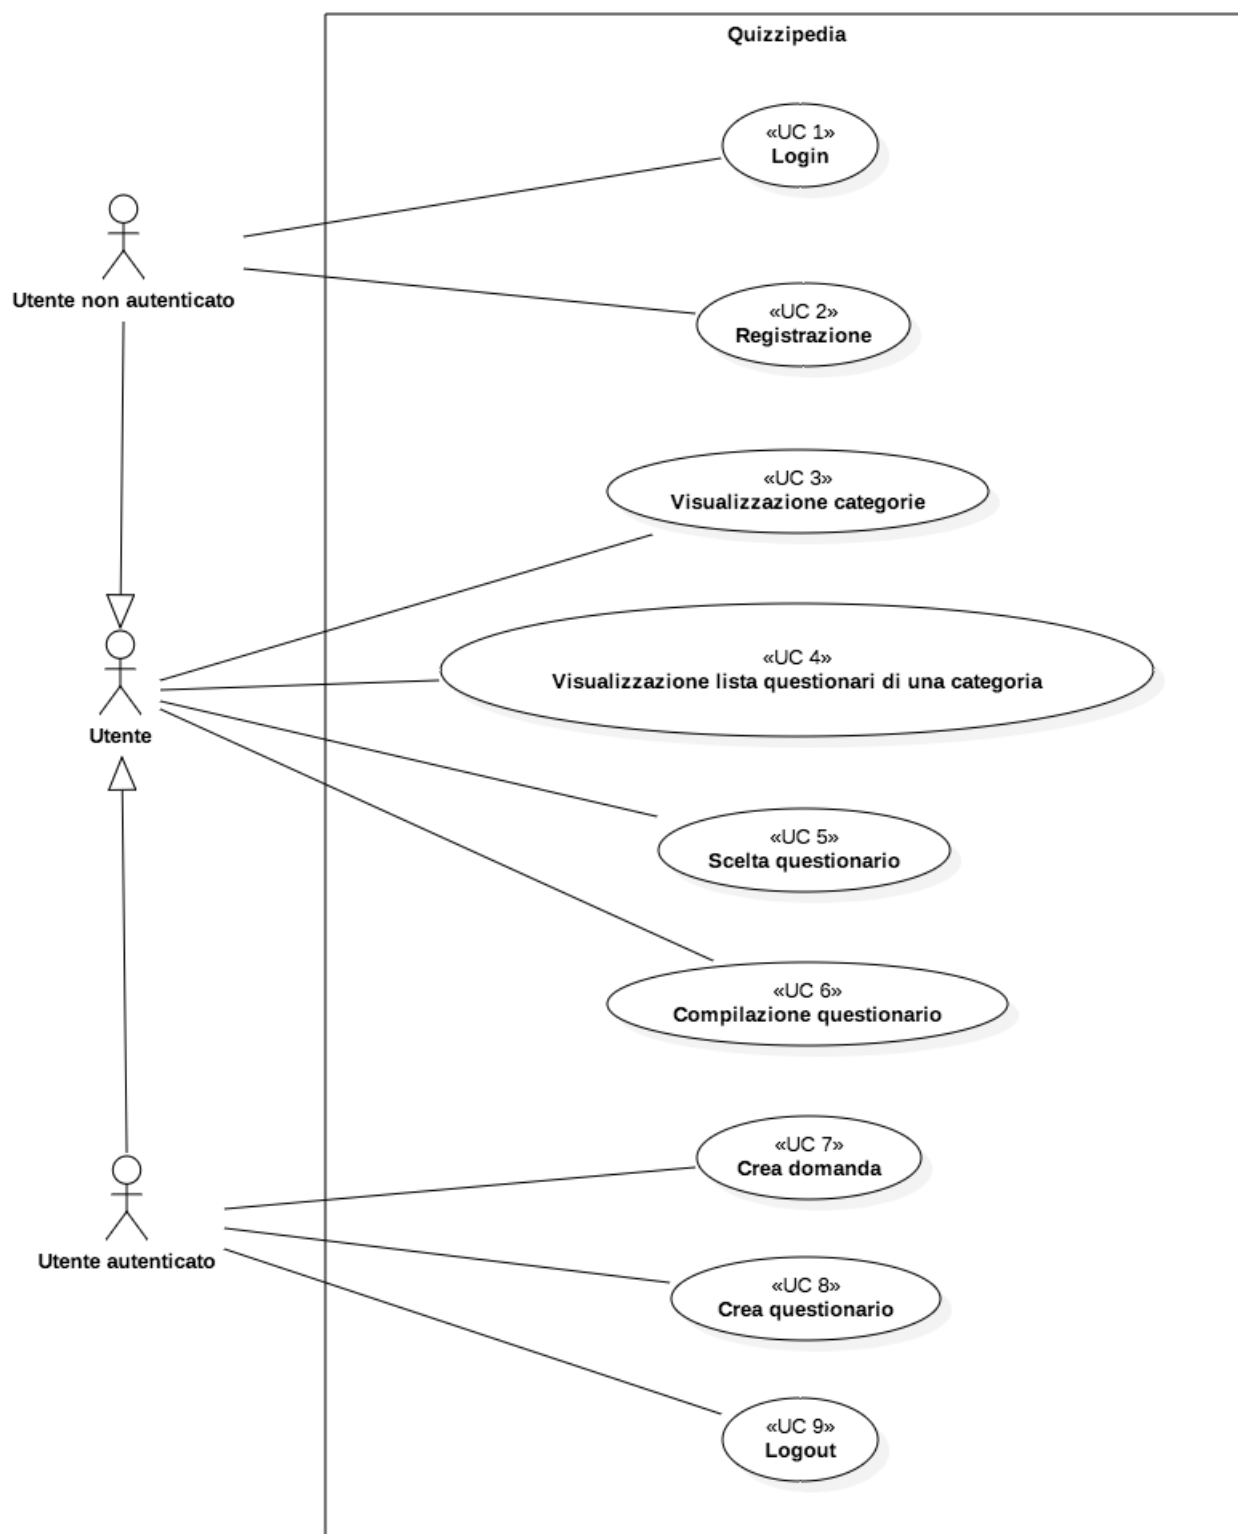 Quizzipedia
«UC 1»
Login
Utente non autenticato
«UC 2»
Registrazione
«UC 3»
Visualizzazione categorie
«UC 4»
Visualizzazione lista questionari di una categoria
Utente
«UC 5»
Scelta questionario
«UC 6»
Compilazione questionario
«UC 7»
Crea domanda
Utente autenticato
«UC 8»
Crea questionario
«UC 9»
Logout